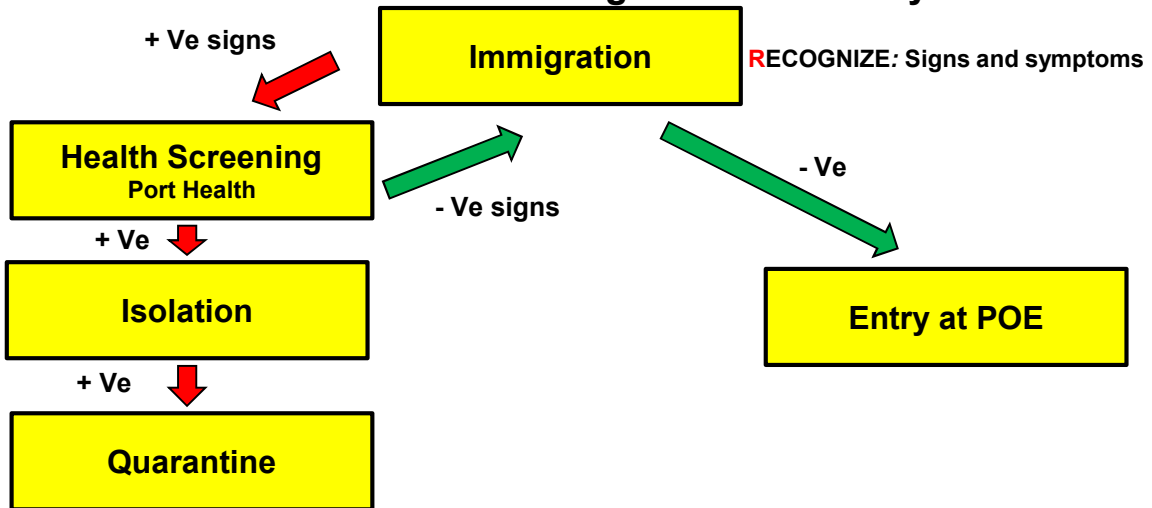 + Ve signs
Immigration
RECOGNIZE: Signs and symptoms
Health Screening
Port Health
- Ve signs
- Ve
+ Ve
Isolation
Entry at POE
+ Ve
Quarantine